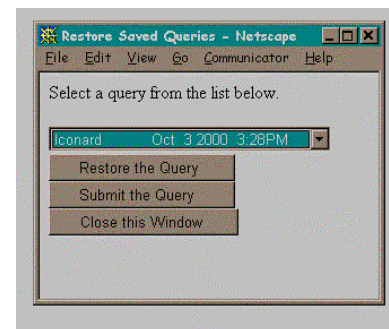 Restore Saved Queries - Netscape
File Edit View Go Communicator Help
Select a query from the list below.
lconard Oct 3 2000 3:28PM
Restore the Query
Submit the Query
Close this Window